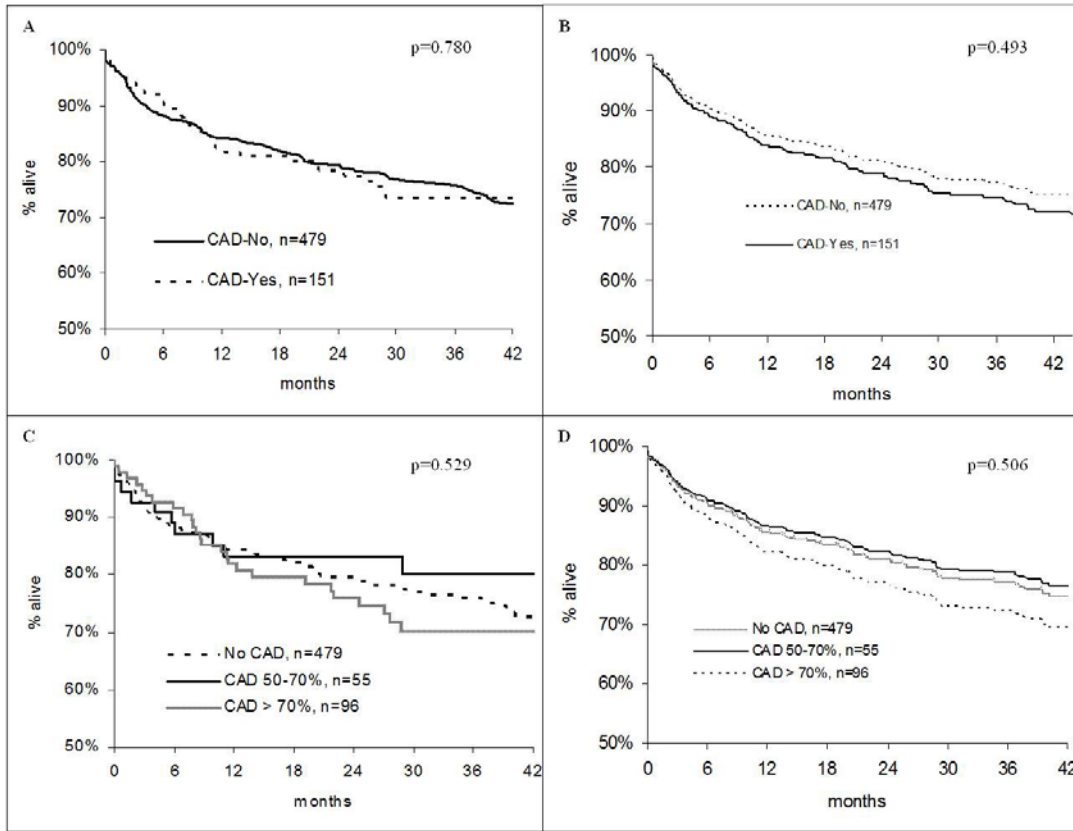 A
p=0.780
100%
90%
80%
70%
60%
50%
% alive
CAD-No, n=479
CAD-Yes, n=151
0 6 12 18 24 30 36 42
months
B
p=0.493
100%
90%
80%
70%
60%
50%
% alive
CAD-No, n=479
CAD-Yes, n=151
0 6 12 18 24 30 36 42
months
C
p=0.529
100%
90%
80%
70%
60%
50%
% alive
No CAD, n=479
CAD 50-70%, n=55
CAD > 70%, n=96
0 6 12 18 24 30 36 42
months
D
p=0.506
100%
90%
80%
70%
60%
50%
% alive
No CAD, n=479
CAD 50-70%, n=55
CAD > 70%, n=96
0 6 12 18 24 30 36 42
months